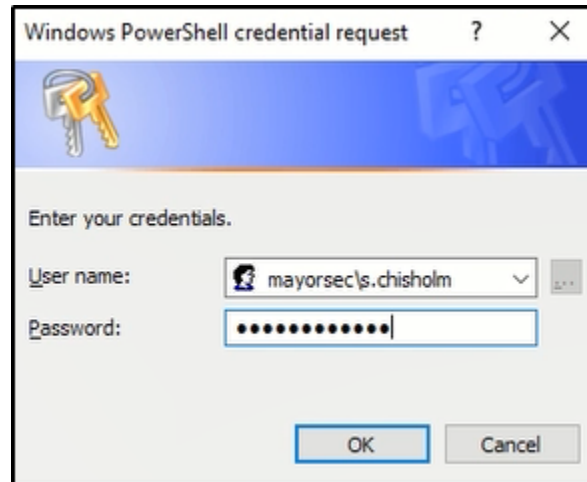 Windows PowerShell credential request ? ×
Enter your credentials.
User name: mayorsec\s.chisholm ...
Password: ••••••••••••
OK Cancel